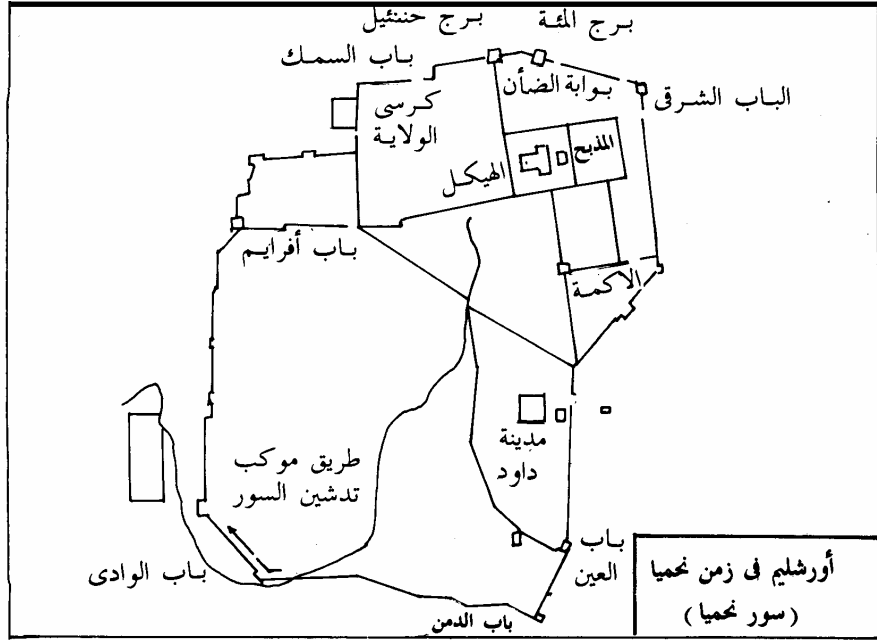 برج المئة
برج حننئيل
باب السمك
بوابة الضأن
الباب الشرقى
كرسى
الولاية
المذبح
الهيكل
باب أفرايم
الاكمة
مدينة
داود
طريق موكب
تدشين السور
باب
العين
باب الوادى
باب الدمن
أورشليم فى زمن نحميا
(سور نحميا)